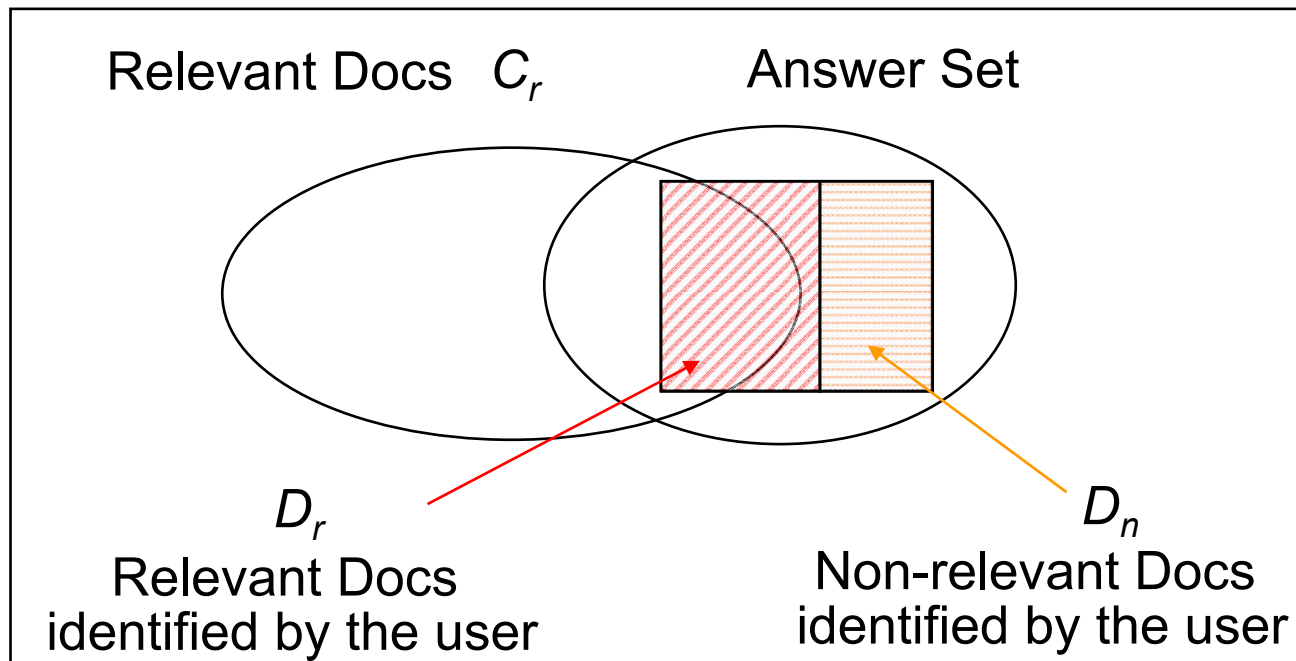 Relevant Docs C_r
Answer Set
D_r
Relevant Docs
identified by the user
D_n
Non-relevant Docs
identified by the user